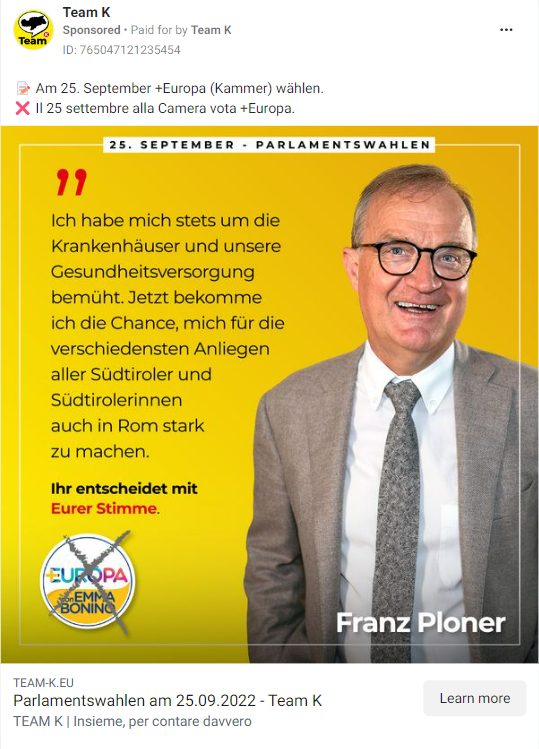 Team K
Sponsored • Paid for by Team K
ID: 765047121235454
Am 25. September +Europa (Kammer) wählen.
Il 25 settembre alla Camera vota +Europa.
25. SEPTEMBER - PARLAMENTSWAHLEN
"
Ich habe mich stets um die
Krankenhäuser und unsere
Gesundheitsversorgung
bemüht. Jetzt bekomme
ich die Chance, mich für die
verschiedensten Anliegen
aller Südtiroler und
Südtirolerinnen
auch in Rom stark
zu machen.
Ihr entscheidet mit
Eurer Stimme.
+EUROPA
con EMMA
BONINO
Franz Ploner
TEAM-K.EU
Parlamentswahlen am 25.09.2022 - Team K
TEAM K | Insieme, per contare davvero
Learn more
Team K